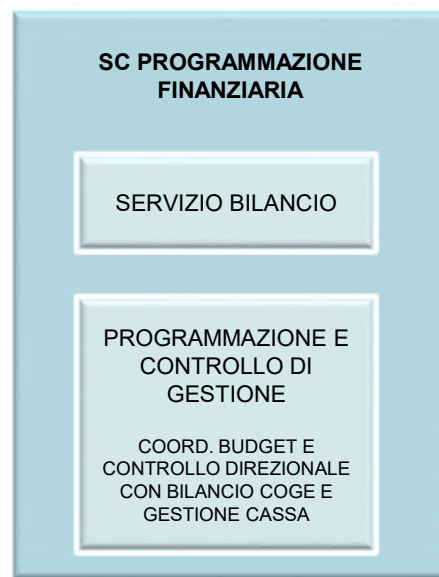 SC PROGRAMMAZIONE
FINANZIARIA
SERVIZIO BILANCIO
PROGRAMMAZIONE E
CONTROLLO DI
GESTIONE
COORD. BUDGET E
CONTROLLO DIREZIONALE
CON BILANCIO COGE E
GESTIONE CASSA